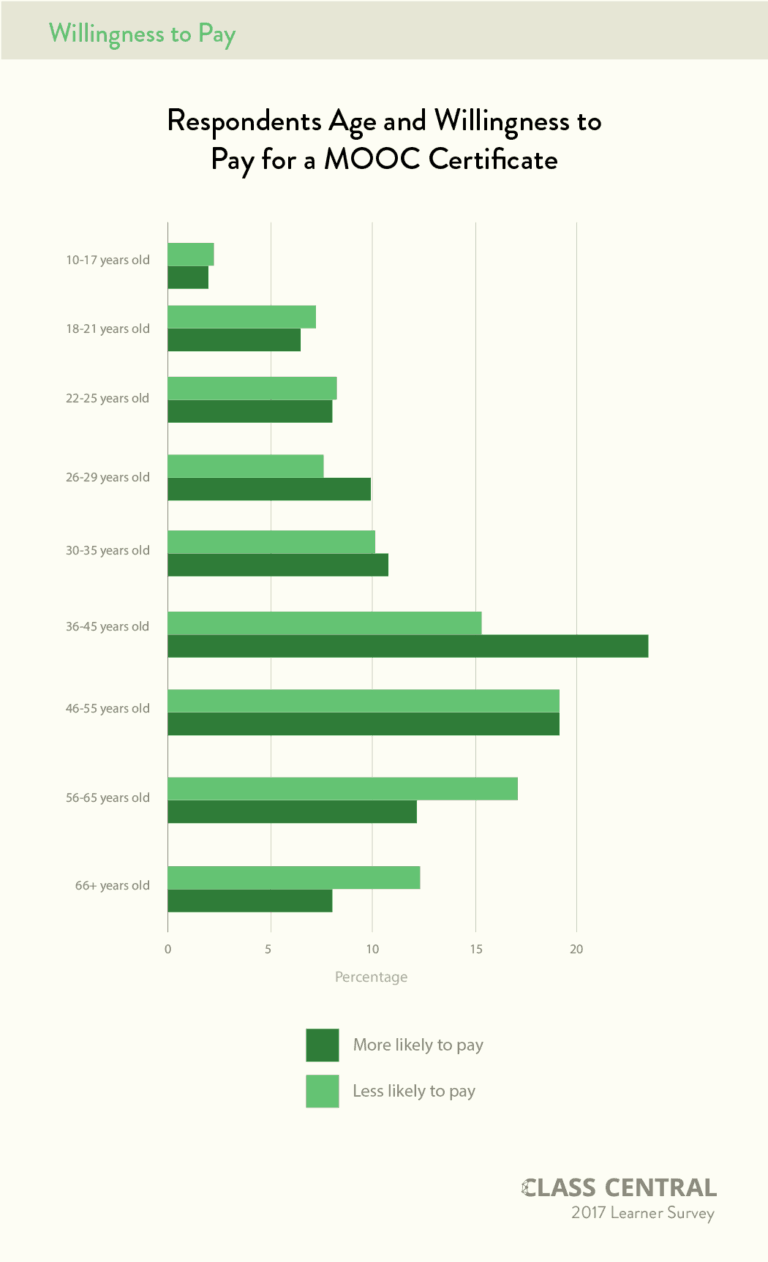 Willingness to Pay
Respondents Age and Willingness to
Pay for a MOOC Certificate
10-17 years old
18-21 years old
22-25 years old
26-29 years old
30-35 years old
36-45 years old
46-55 years old
56-65 years old
66+ years old
0 5 10 15 20
Percentage
More likely to pay
Less likely to pay
CLASS CENTRAL
2017 Learner Survey